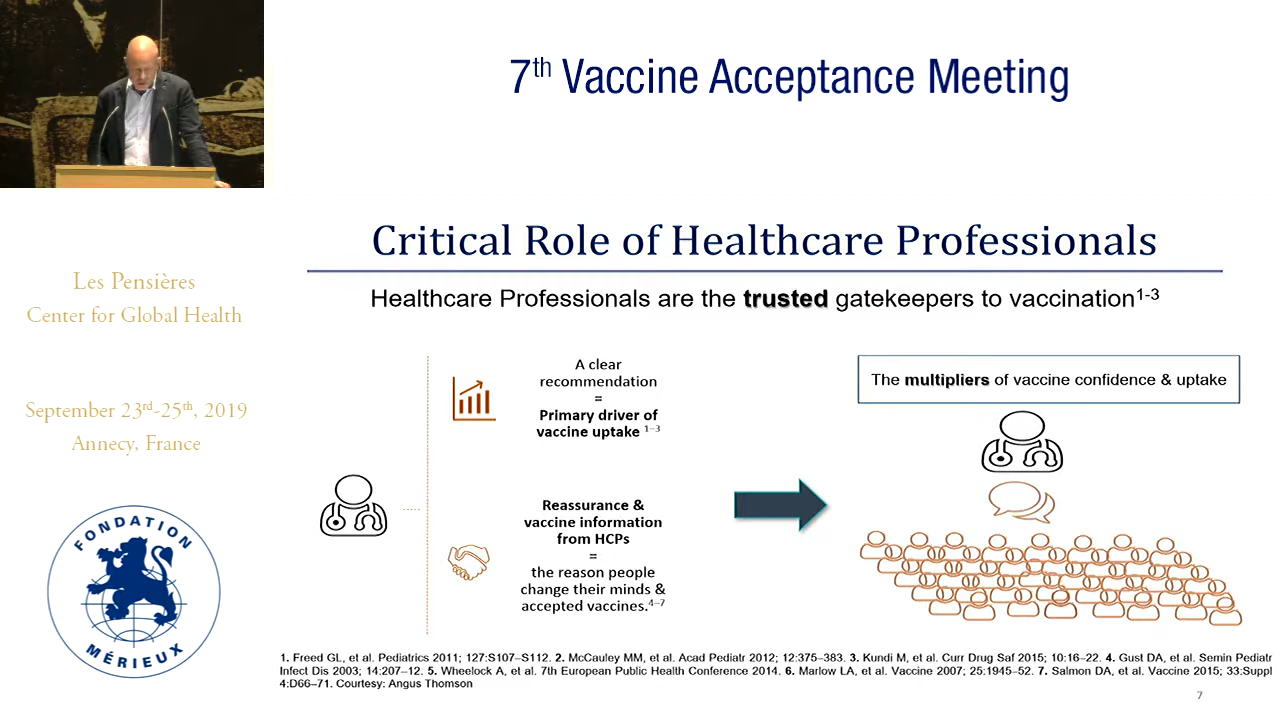 7th Vaccine Acceptance Meeting
Les Pensières
Center for Global Health
September 23rd-25th, 2019
Annecy, France
FONDATION
MÉRIEUX
Critical Role of Healthcare Professionals
Healthcare Professionals are the trusted gatekeepers to vaccination1-3
A clear
recommendation
=
Primary driver of
vaccine uptake 1–3
Reassurance &
vaccine information
from HCPs
=
the reason people
change their minds &
accepted vaccines.4–7
The multipliers of vaccine confidence & uptake
1. Freed GL, et al. Pediatrics 2011; 127:S107–S112. 2. McCauley MM, et al. Acad Pediatr 2012; 12:375–383. 3. Kundi M, et al. Curr Drug Saf 2015; 10:16–22. 4. Gust DA, et al. Semin Pediatr
Infect Dis 2003; 14:207–12. 5. Wheelock A, et al. 7th European Public Health Conference 2014. 6. Marlow LA, et al. Vaccine 2007; 25:1945–52. 7. Salmon DA, et al. Vaccine 2015; 33:Suppl
4:D66–71. Courtesy: Angus Thomson
7